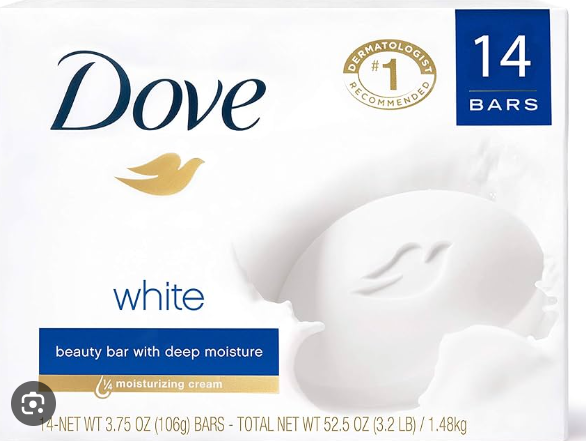 Dove
DERMATOLOGIST
#1
RECOMMENDED
14
BARS
white
beauty bar with deep moisture
¼ moisturizing cream
14-NET WT 3.75 OZ (106g) BARS - TOTAL NET WT 52.5 OZ (3.2 LB) / 1.48kg